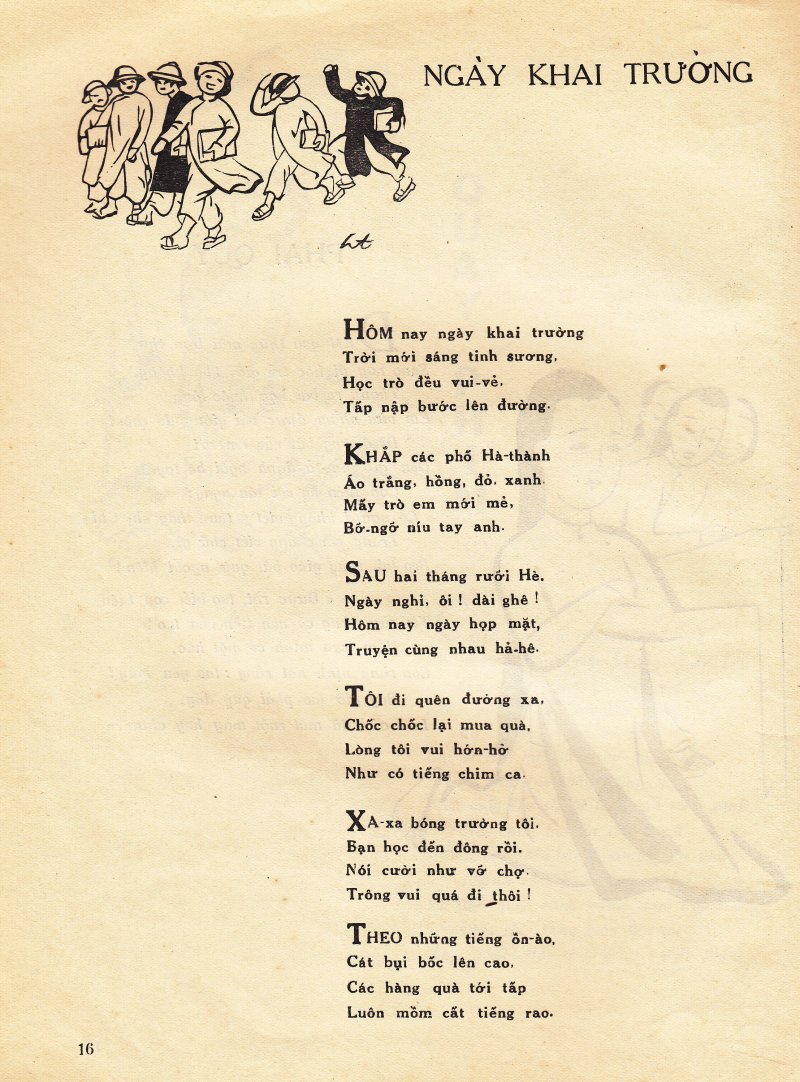 NGÀY KHAI TRƯỜNG
ht
HÔM nay ngày khai trường
Trời mới sáng tinh sương,
Học trò đều vui-vẻ,
Tấp nập bước lên đường.
KHẮP các phố Hà-thành
Áo trắng, hồng, đỏ, xanh.
Mấy trò em mới mẻ,
Bỡ-ngỡ níu tay anh.
SAU hai tháng rưỡi Hè.
Ngày nghỉ, ôi ! dài ghê !
Hôm nay ngày họp mặt,
Truyện cùng nhau hả-hê.
TÔI đi quên đường xa,
Chốc chốc lại mua quà,
Lòng tôi vui hớn-hở
Như có tiếng chim ca.
XA-xa bóng trường tôi.
Bạn học đến đông rồi.
Nói cười như vỡ chợ.
Trông vui quá đi thôi !
THEO những tiếng ồn-ào,
Cát bụi bốc lên cao,
Các hàng quà tới tấp
Luôn mồm cất tiếng rao.
16